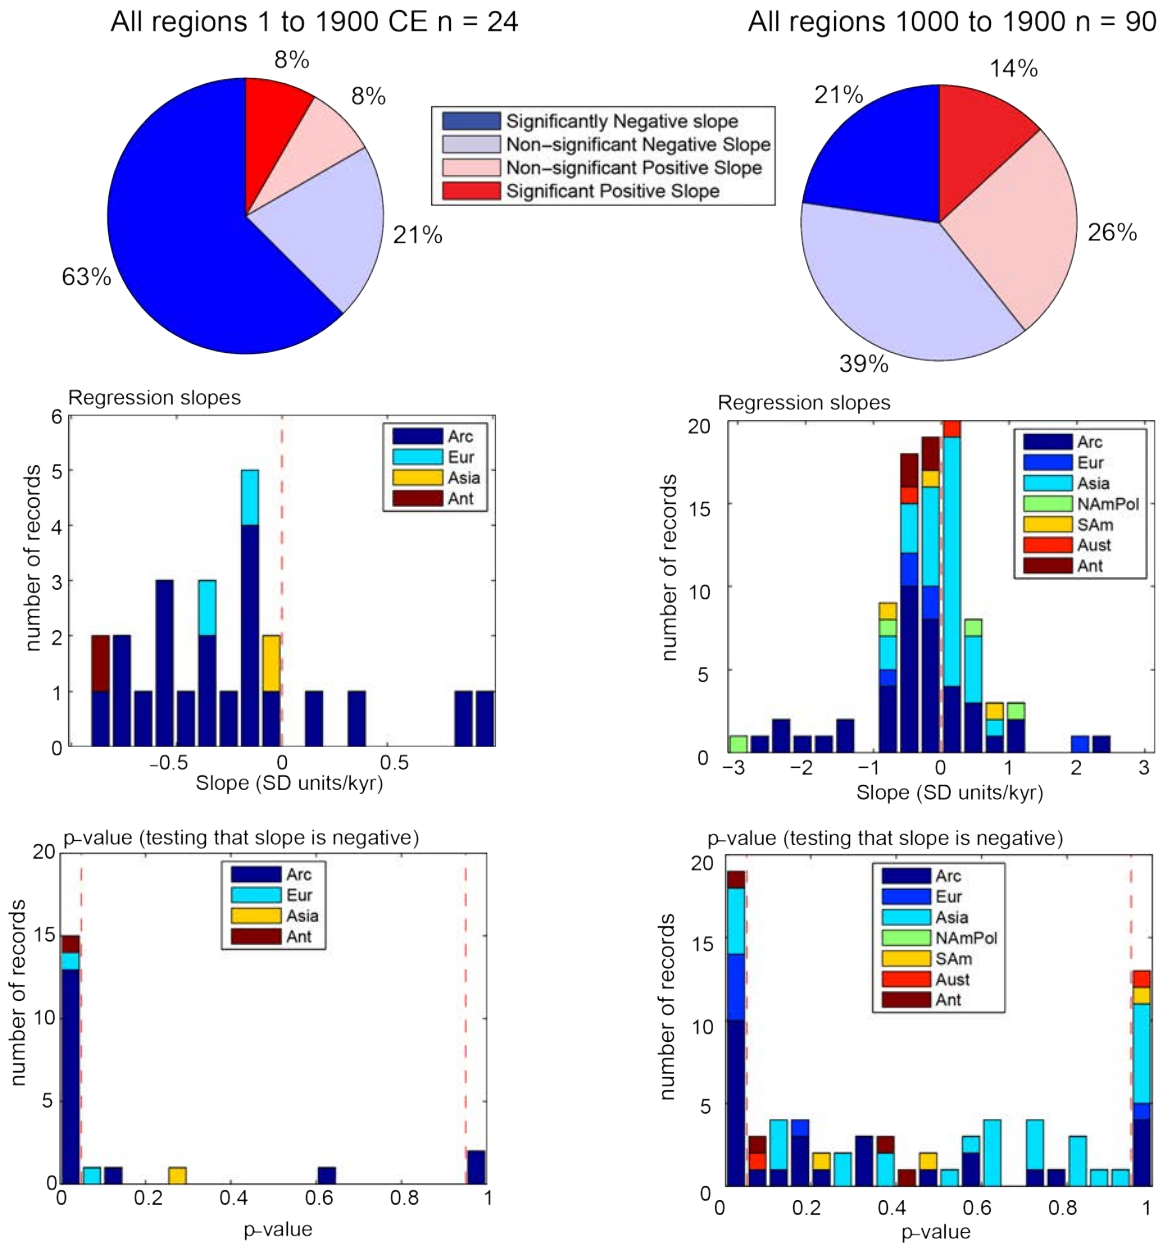 All regions 1 to 1900 CE n = 24
All regions 1000 to 1900 n = 90
8%
8%
21%
63%
Significantly Negative slope
Non-significant Negative Slope
Non-significant Positive Slope
Significant Positive Slope
14%
21%
26%
39%
Regression slopes
number of records
6
5
4
3
2
1
0
Arc
Eur
Asia
Ant
-0.5
0
0.5
Slope (SD units/kyr)
Regression slopes
number of records
20
15
10
5
0
Arc
Eur
Asia
NAmPol
SAm
Aust
Ant
-3
-2
-1
0
1
2
3
Slope (SD units/kyr)
p-value (testing that slope is negative)
number of records
20
15
10
5
0
Arc
Eur
Asia
Ant
0
0.2
0.4
0.6
0.8
1
p-value
p-value (testing that slope is negative)
number of records
20
15
10
5
0
Arc
Eur
Asia
NAmPol
SAm
Aust
Ant
0
0.2
0.4
0.6
0.8
1
p-value